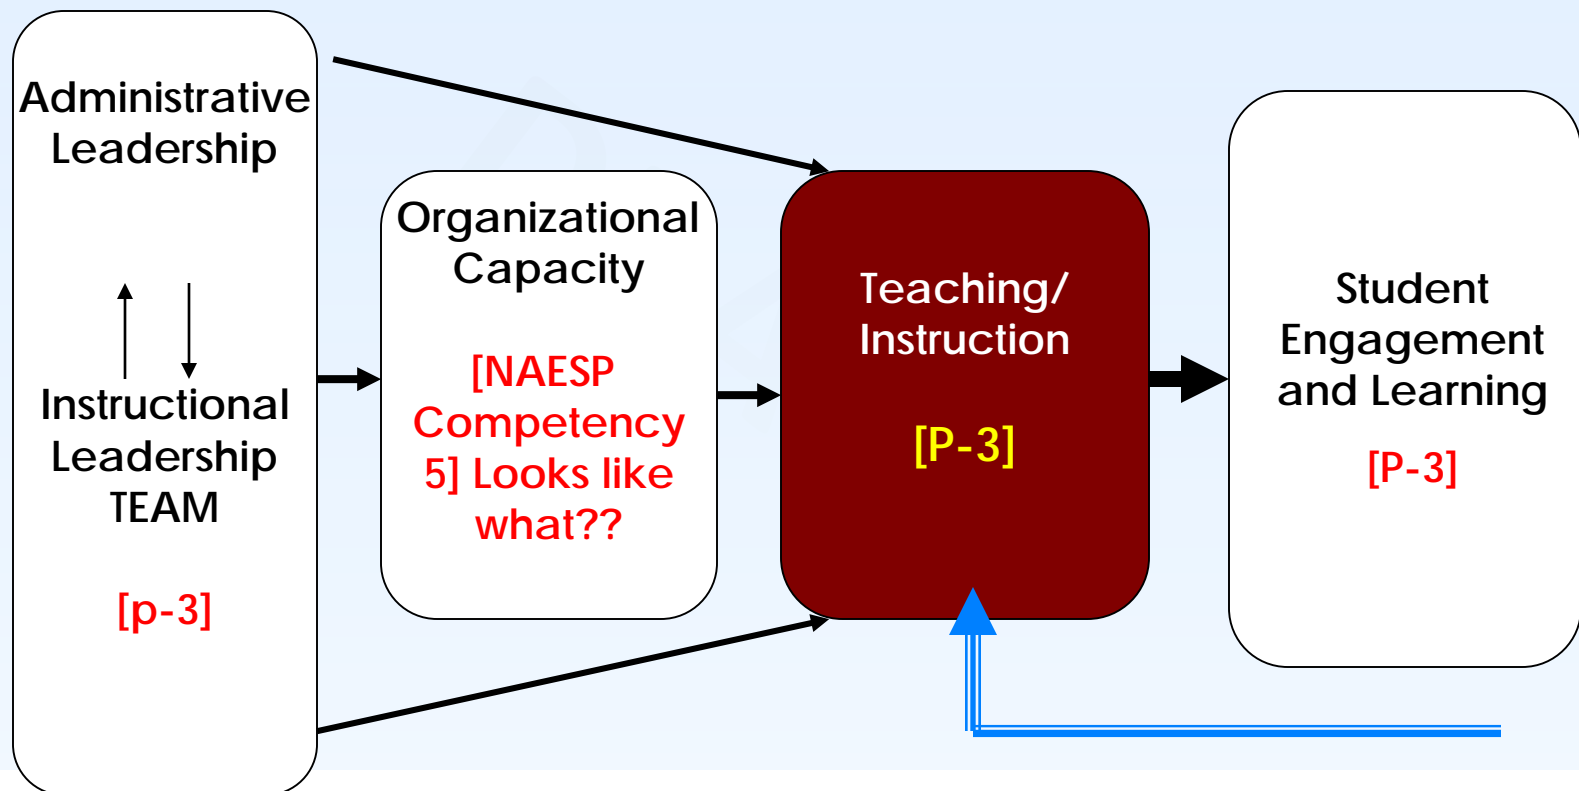 Administrative
Leadership
Instructional
Leadership
TEAM
[p-3]
Organizational
Capacity
[NAESP
Competency
5] Looks like
what??
Teaching/
Instruction
[P-3]
Student
Engagement
and Learning
[P-3]